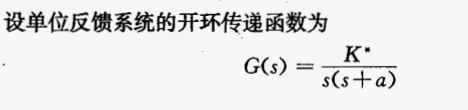 设单位反馈系统的开环传递函数为
G(s) = K* / s(s+a)